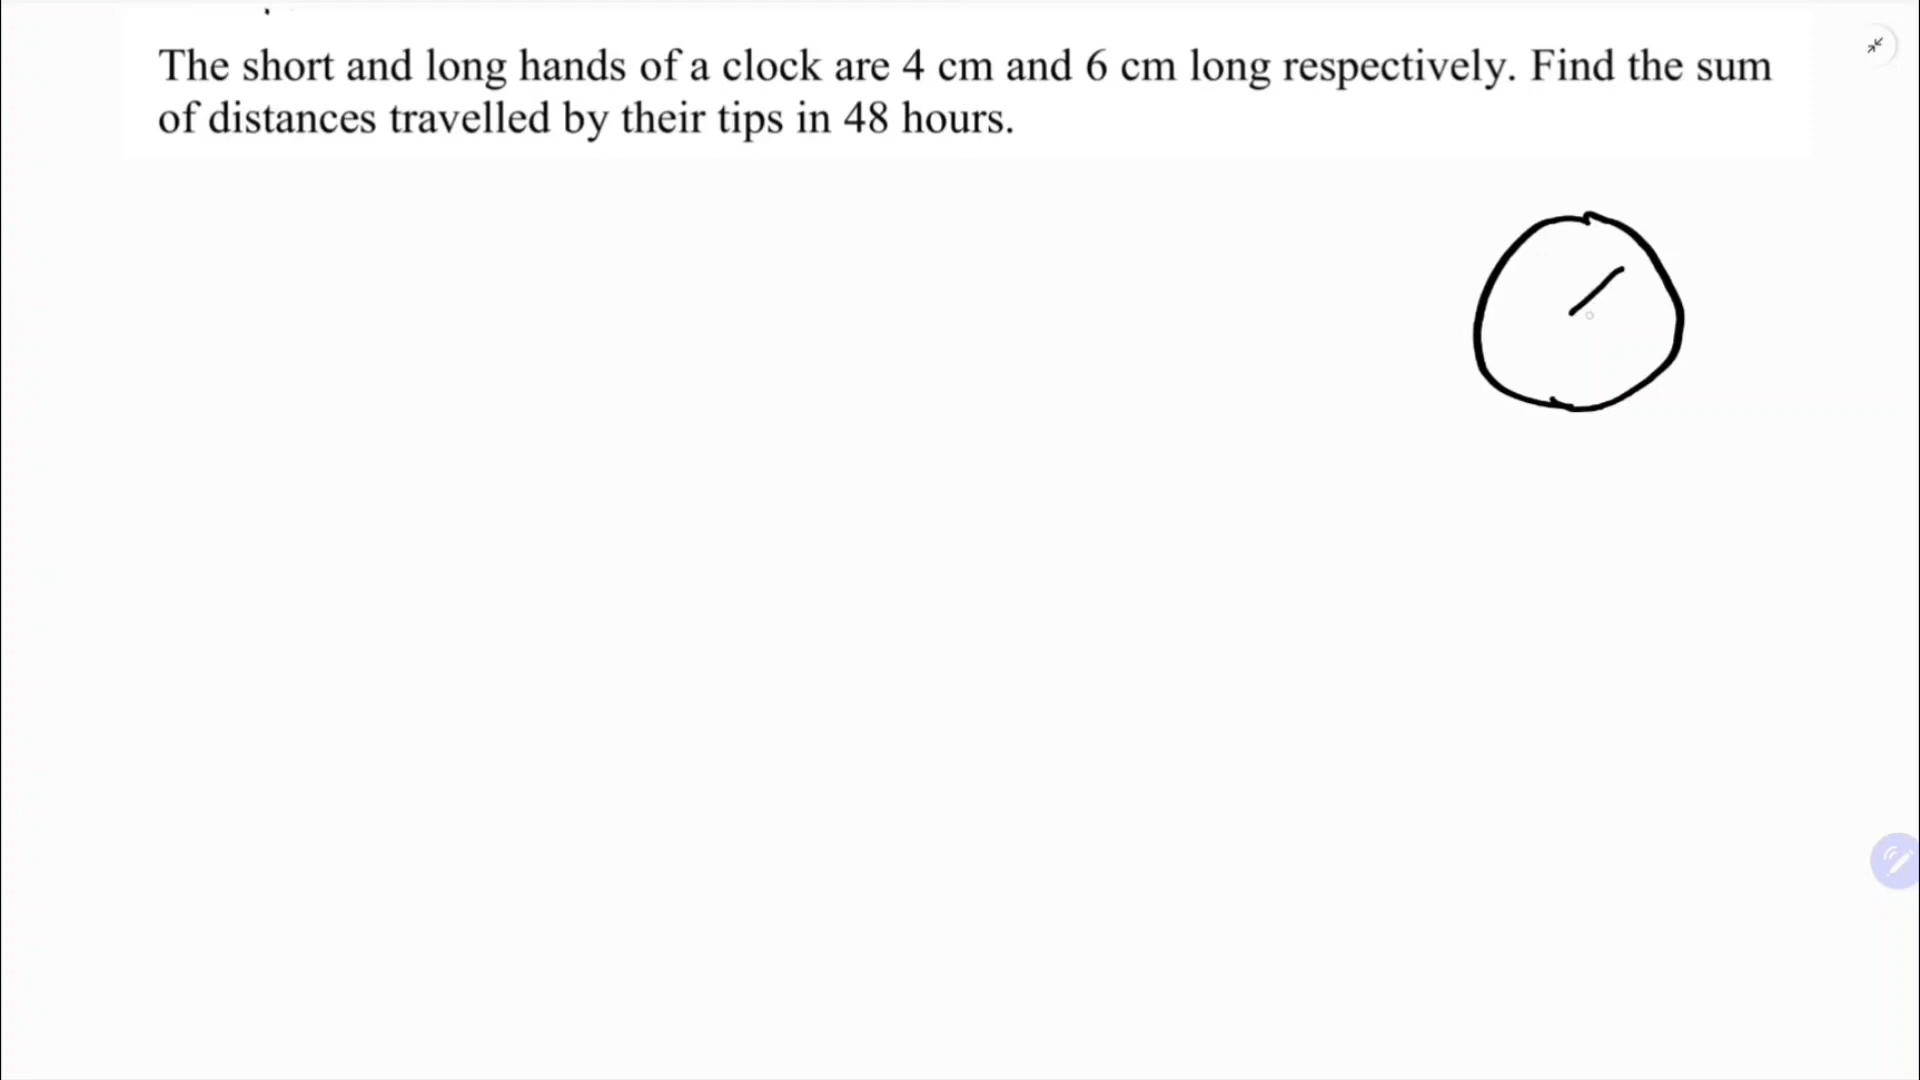 The short and long hands of a clock are 4 cm and 6 cm long respectively. Find the sum
of distances travelled by their tips in 48 hours.